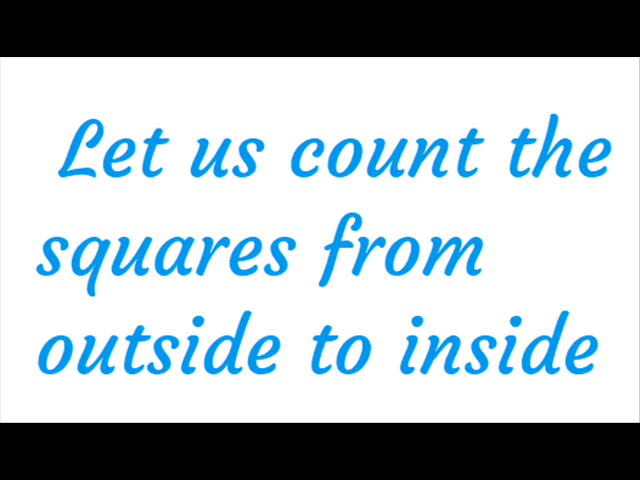 Let us count the
squares from
outside to inside